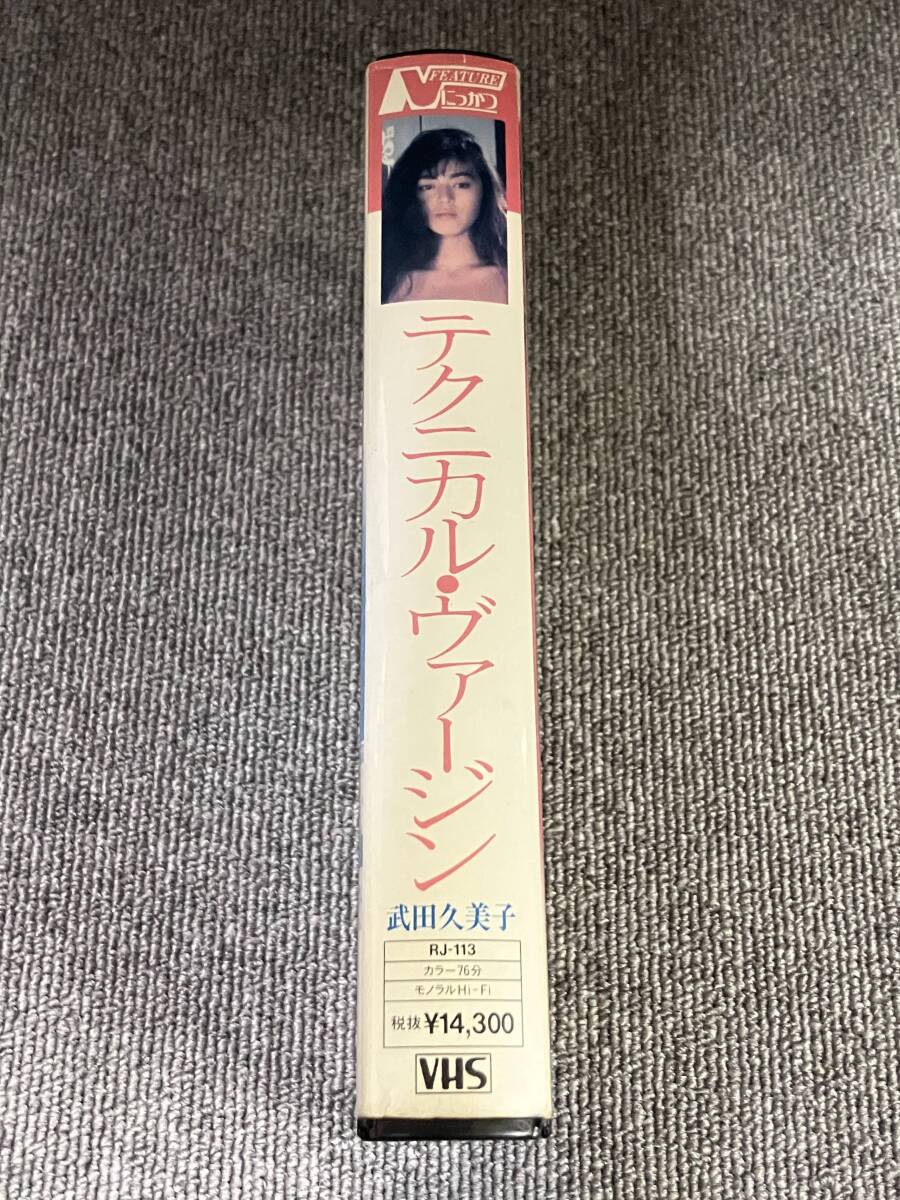 FEATURE
にっかつ
テクニカル・ヴァージン
武田久美子
RJ-113
カラー76分
モノラルHi-Fi
税抜 ¥14,300
VHS